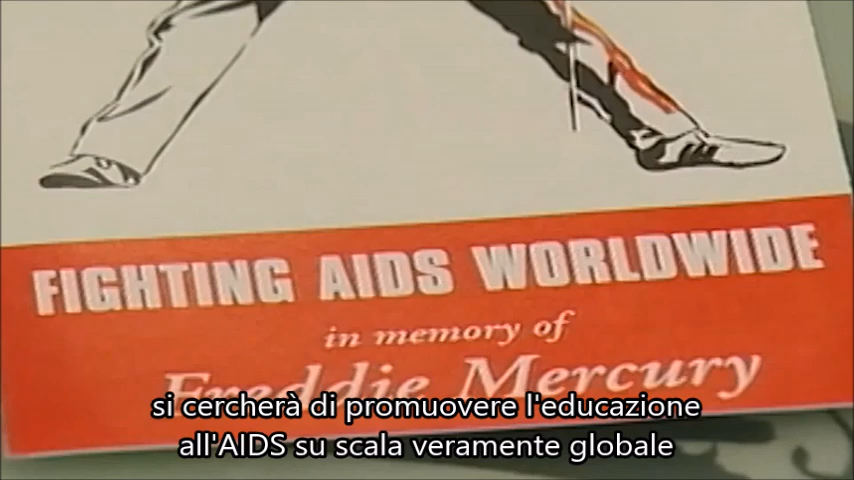 FIGHTING AIDS WORLDWIDE
in memory of
Freddie Mercury
si cercherà di promuovere l'educazione
all'AIDS su scala veramente globale